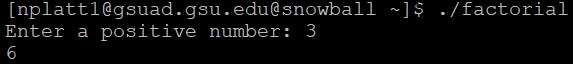 [nplatt1@gsuad.gsu.edu@snowball ~]$ ./factorial
Enter a positive number: 3
6